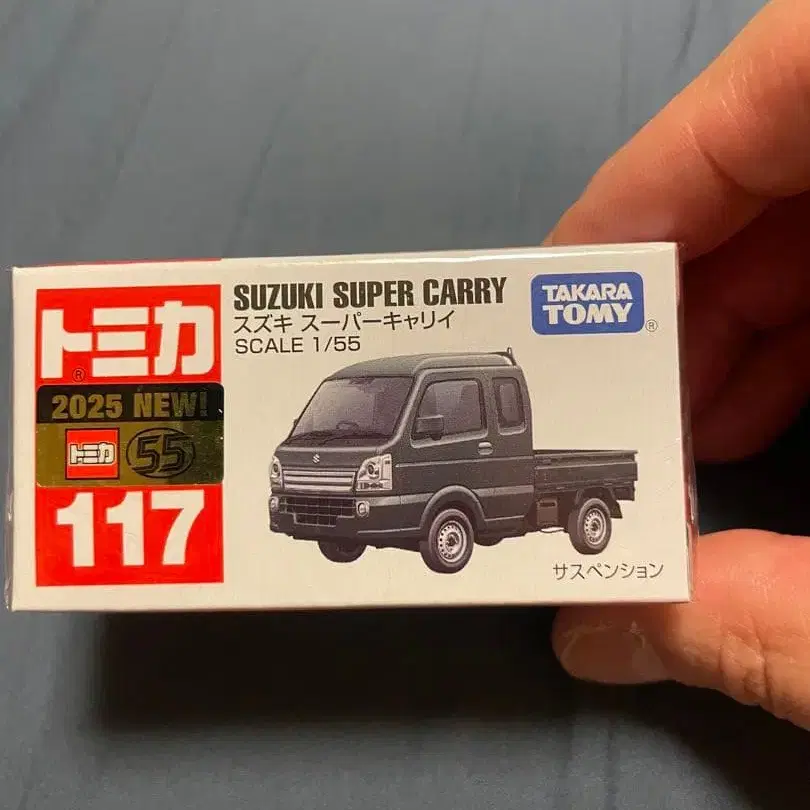 トミカ
®
2025 NEW!
トミカ 55
117
SUZUKI SUPER CARRY
スズキ スーパーキャリイ
SCALE 1/55
TAKARA
TOMY ®
サスペンション